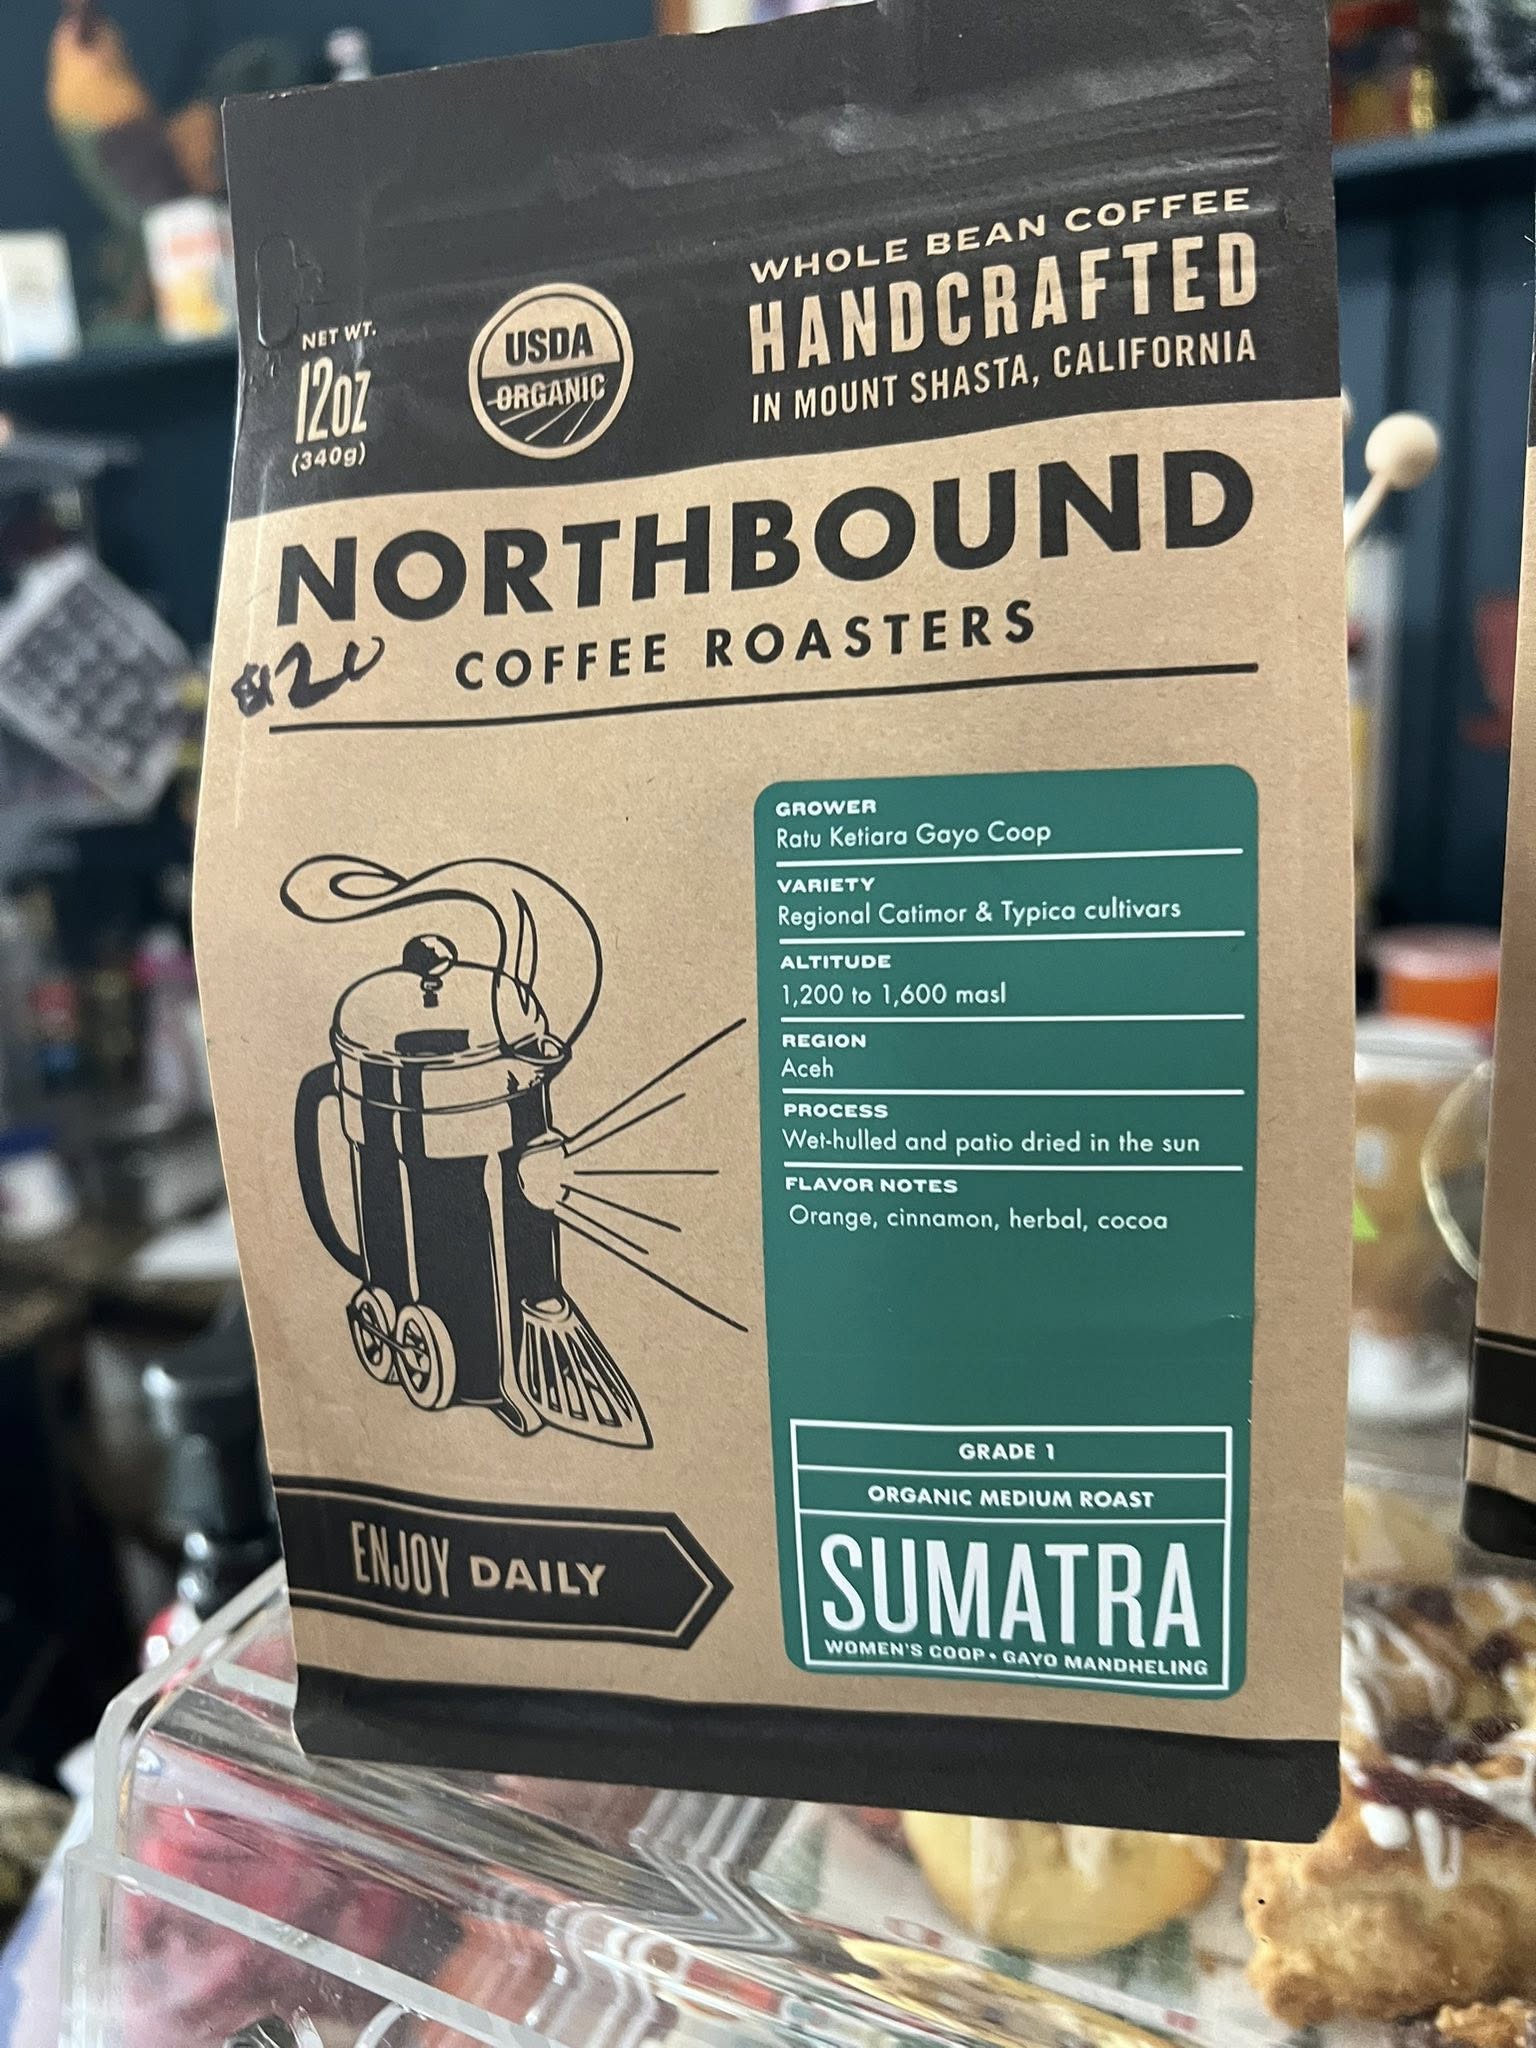 WHOLE BEAN COFFEE
HANDCRAFTED
IN MOUNT SHASTA, CALIFORNIA
NET WT.
12OZ
(340g)
USDA
ORGANIC
NORTHBOUND
COFFEE ROASTERS
$20
GROWER
Ratu Ketiara Gayo Coop
VARIETY
Regional Catimor & Typica cultivars
ALTITUDE
1,200 to 1,600 masl
REGION
Aceh
PROCESS
Wet-hulled and patio dried in the sun
FLAVOR NOTES
Orange, cinnamon, herbal, cocoa
GRADE 1
ORGANIC MEDIUM ROAST
SUMATRA
WOMEN'S COOP • GAYO MANDHELING
ENJOY DAILY